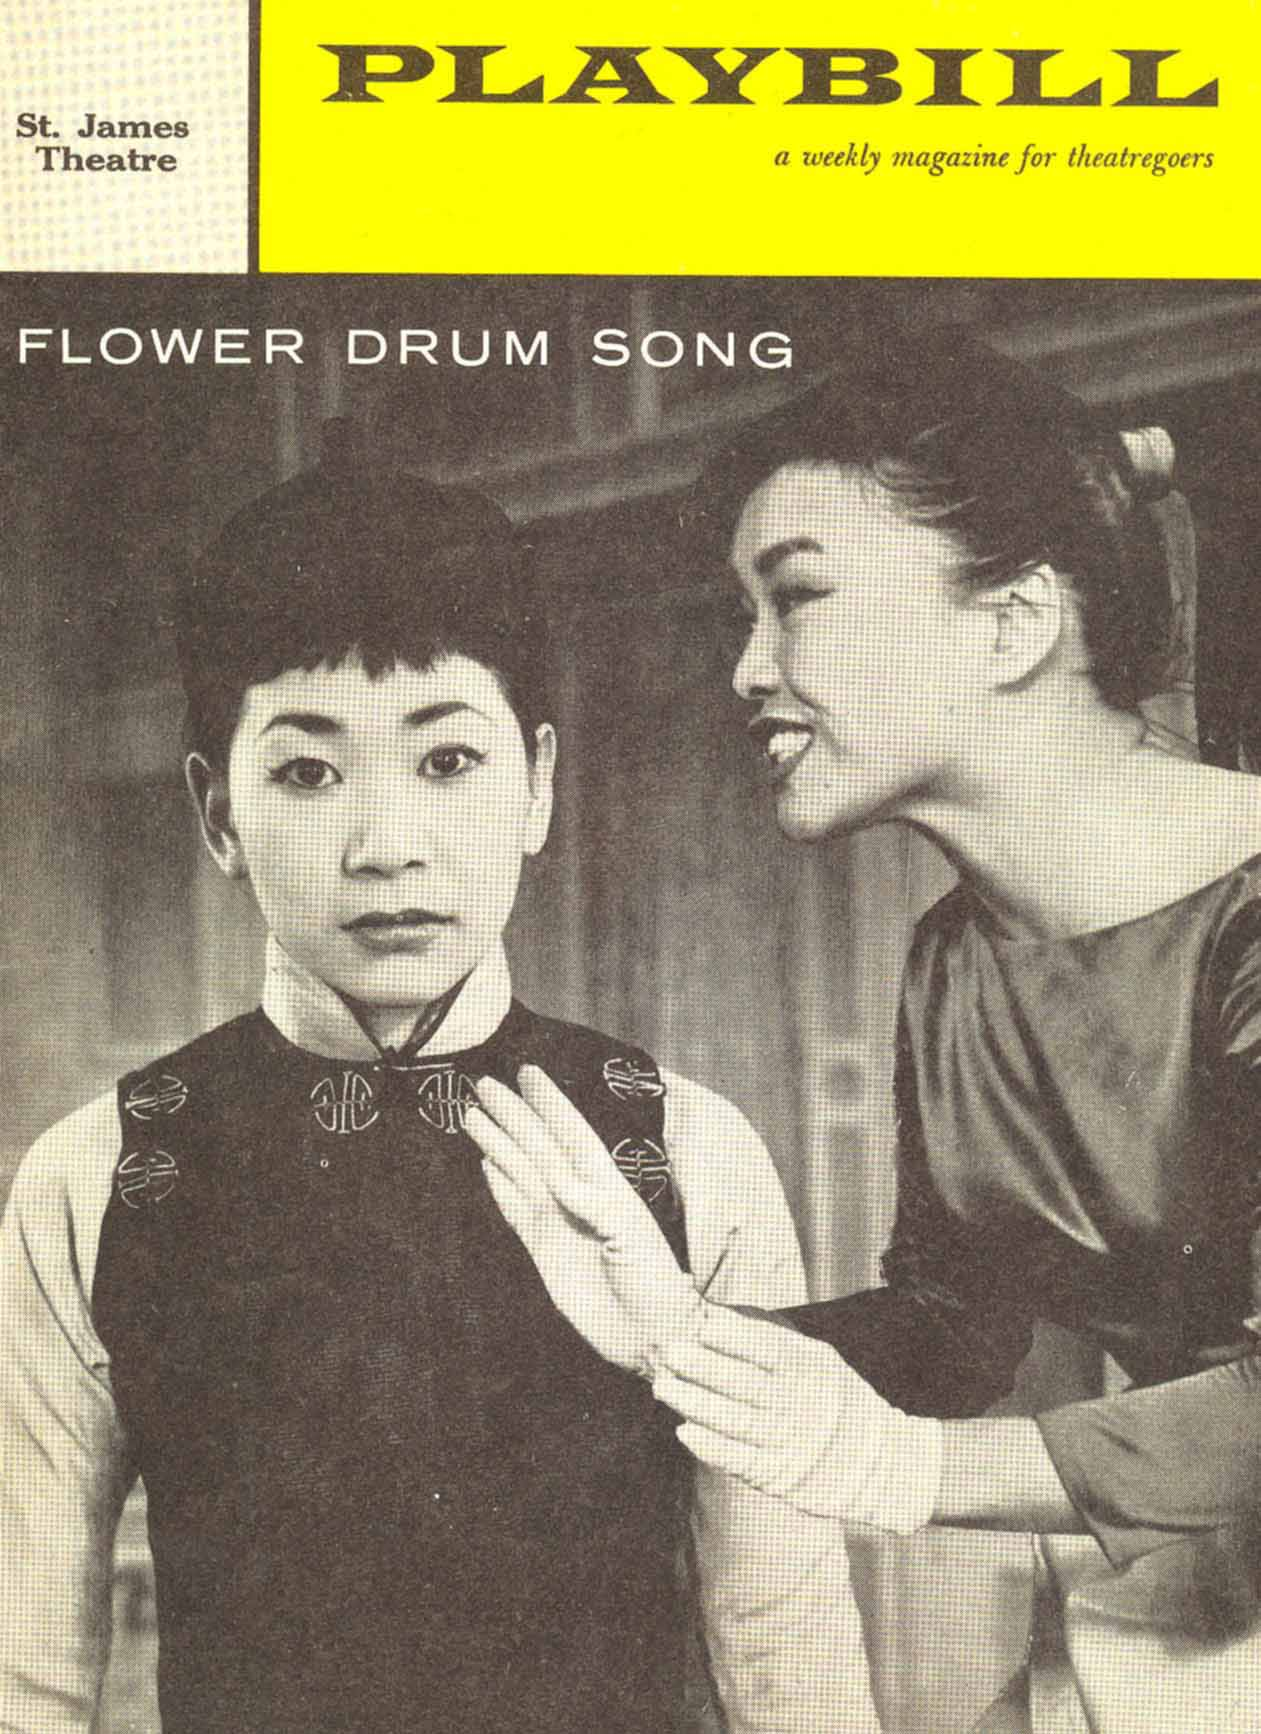 St. James
Theatre
PLAYBILL
a weekly magazine for theatregoers
FLOWER DRUM SONG